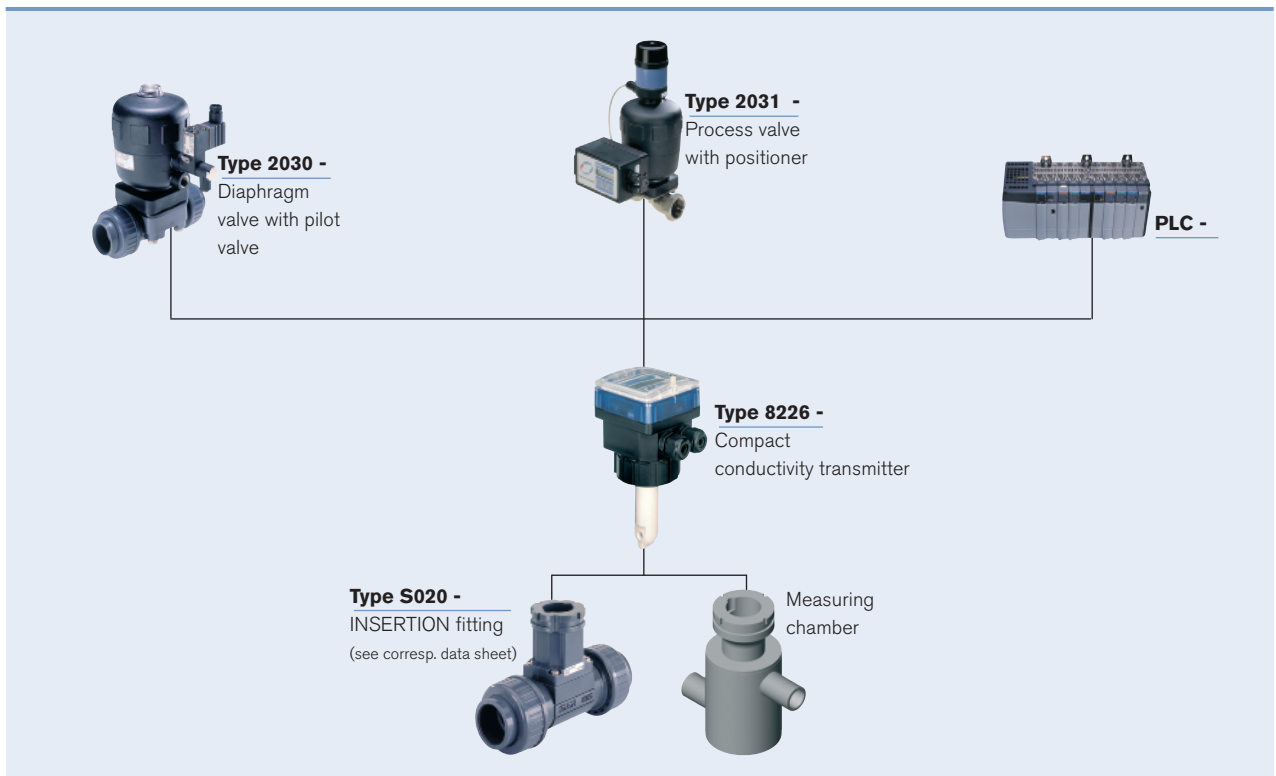 Type 2030 -
Diaphragm
valve with pilot
valve
Type 2031 -
Process valve
with positioner
PLC -
Type 8226 -
Compact
conductivity transmitter
Type S020 -
INSERTION fitting
(see corresp. data sheet)
Measuring
chamber